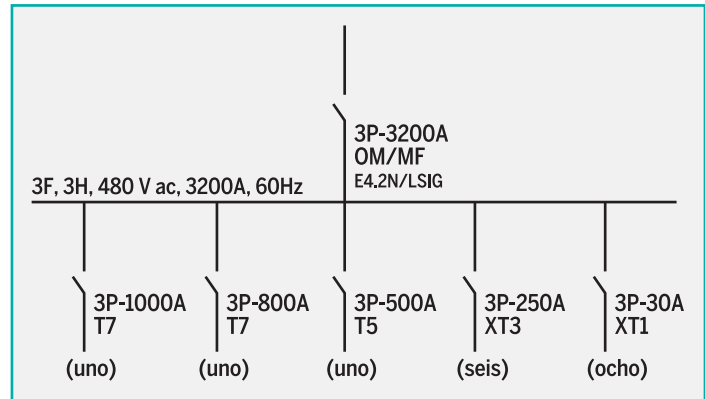 3P-3200A
OM/MF
E4.2N/LSIG
3F, 3H, 480 V ac, 3200A, 60Hz
3P-1000A
T7
(uno)
3P-800A
T7
(uno)
3P-500A
T5
(uno)
3P-250A
XT3
(seis)
3P-30A
XT1
(ocho)